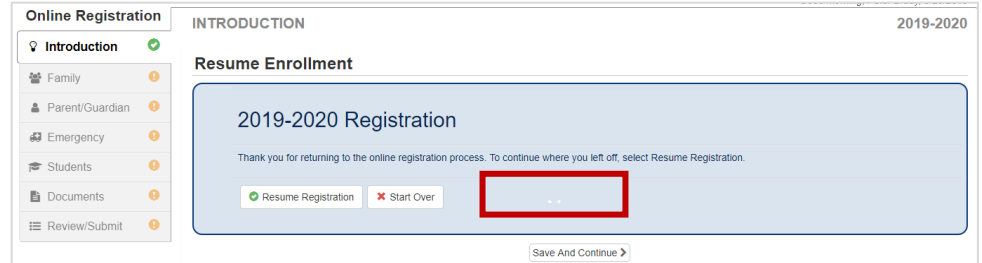 Online Registration
Introduction
Family
Parent/Guardian
Emergency
Students
Documents
Review/Submit
INTRODUCTION
2019-2020
Resume Enrollment
2019-2020 Registration
Thank you for returning to the online registration process. To continue where you left off, select Resume Registration.
Resume Registration
Start Over
Save And Continue